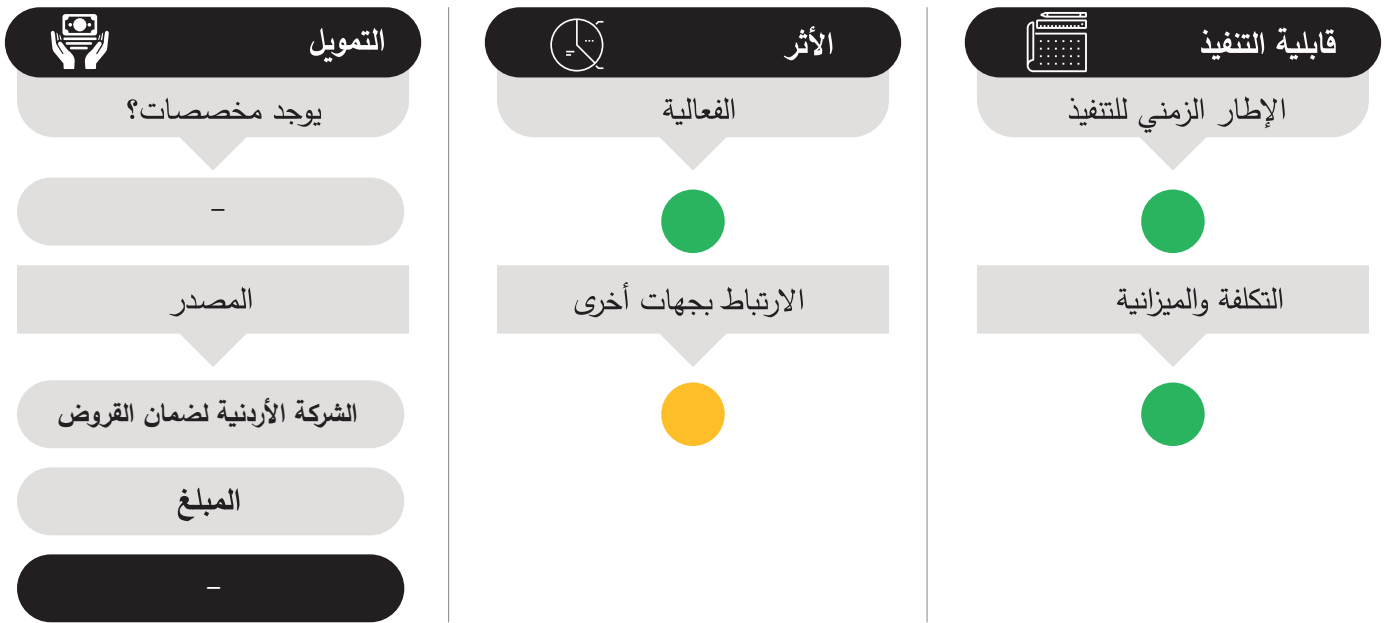 قابلية التنفيذ
الإطار الزمني للتنفيذ
التكلفة والميزانية
الأثر
الفعالية
الارتباط بجهات أخرى
التمويل
يوجد مخصصات؟
–
المصدر
الشركة الأردنية لضمان القروض
المبلغ
–